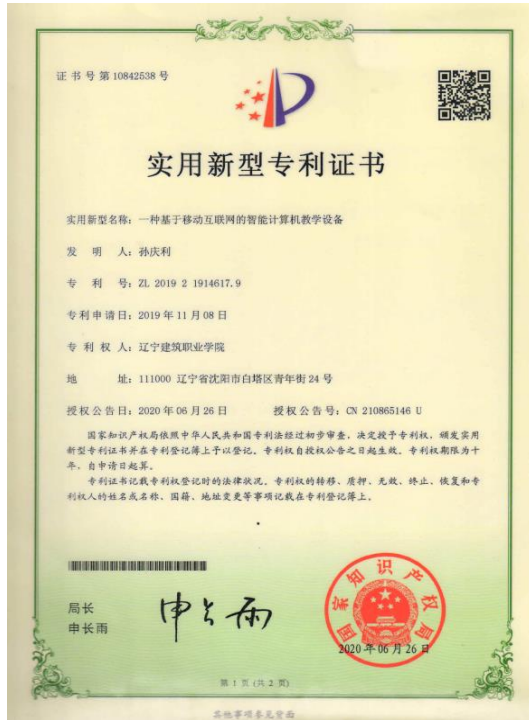 证书号第10842538号
实用新型专利证书
实用新型名称：一种基于移动互联网的智能计算机教学设备
发明人：孙庆利
专利号：ZL 2019 2 1914617.9
专利申请日：2019年11月08日
专利权人：辽宁建筑职业学院
地址：111000 辽宁省沈阳市白塔区青年街24号
授权公告日：2020年06月26日 授权公告号：CN 210865146 U
国家知识产权局依照中华人民共和国专利法经过初步审查，决定授予专利权，颁发实用
新型专利证书并在专利登记簿上予以登记。专利权自授权公告之日起生效。专利权期限为十
年，自申请日起算。
专利证书记载专利权登记时的法律状况。专利权的转移、质押、无效、终止、恢复和专
利权人的姓名或名称、国籍、地址变更等事项记载在专利登记簿上。
局长
申长雨
申长雨
国家知识产权局
2020年06月26日
第1页(共2页)
其他事项参见背面